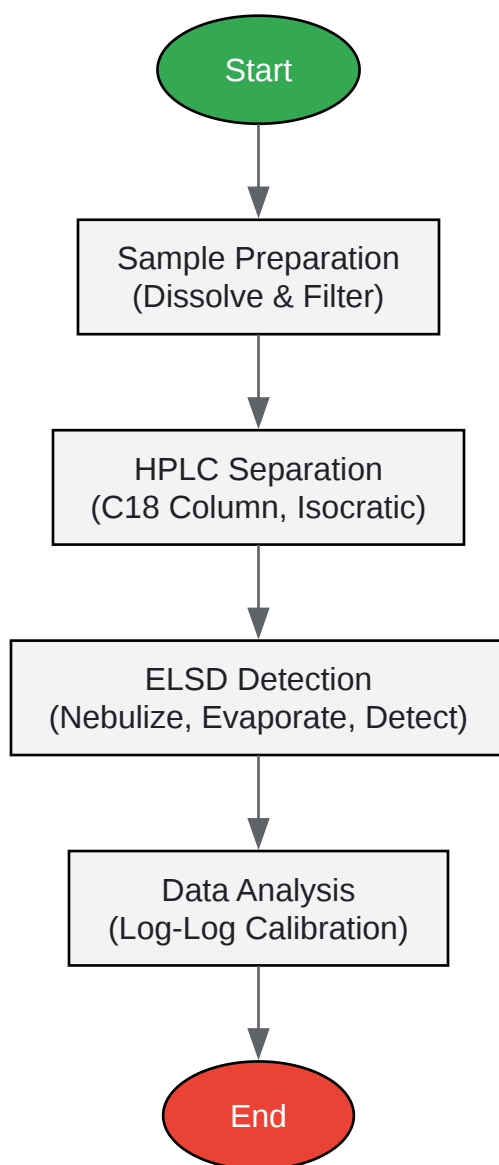 Start
Sample Preparation
(Dissolve & Filter)
HPLC Separation
(C18 Column, Isocratic)
ELSD Detection
(Nebulize, Evaporate, Detect)
Data Analysis
(Log-Log Calibration)
End